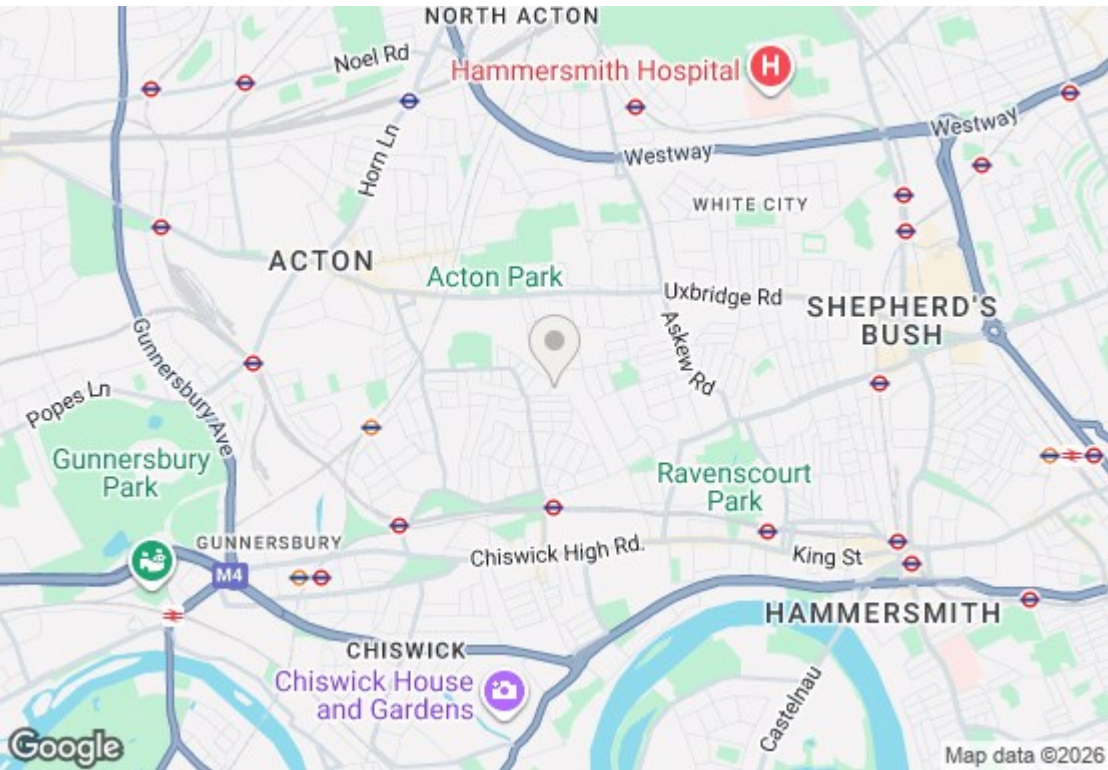 NORTH ACTON
Noel Rd
Hammersmith Hospital
H
Horn Ln
Westway
Westway
WHITE CITY
ACTON
Acton Park
Uxbridge Rd
SHEPHERD'S
BUSH
Gunnersbury Ave
Askew Rd
Popes Ln
Gunnersbury
Park
Ravenscourt
Park
GUNNERSBURY
Chiswick High Rd.
King St
M4
HAMMERSMITH
CHISWICK
Chiswick House
and Gardens
Castelnau
Google
Map data ©2026